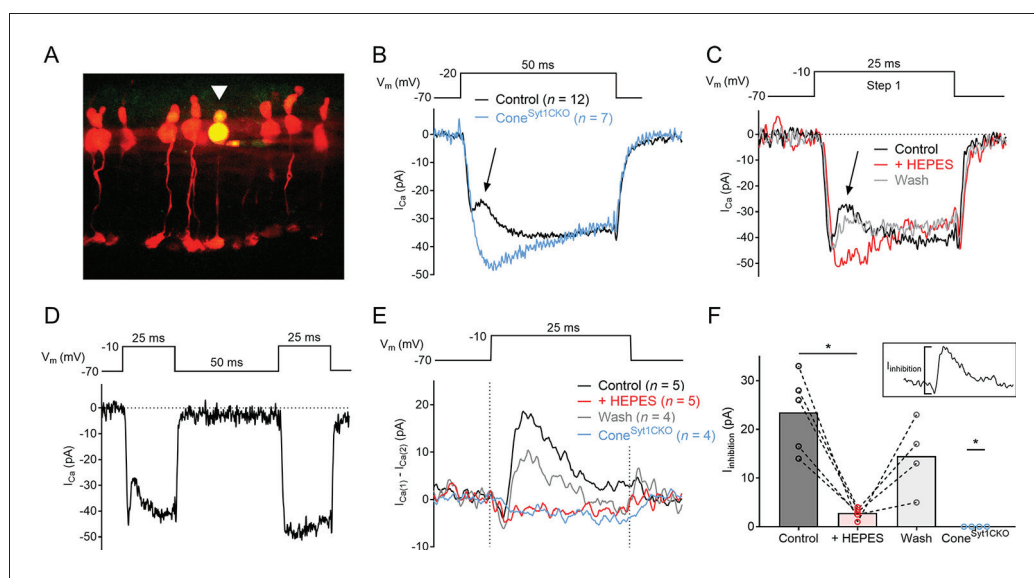 A
B
50 ms
-20
V_m (mV)
-70
Control (n = 12)
Cone^Syt1CKO (n = 7)
0
-10
-20
-30
-40
-50
I_Ca (pA)
C
25 ms
-10
V_m (mV)
Step 1
-70
0
-10
-20
-30
-40
-50
I_Ca (pA)
Control
+ HEPES
Wash
D
25 ms
25 ms
-10
V_m (mV)
50 ms
-70
0
-10
-20
-30
-40
-50
I_Ca (pA)
E
25 ms
-10
V_m (mV)
-70
Control (n = 5)
+ HEPES (n = 5)
Wash (n = 4)
Cone^Syt1CKO (n = 4)
20
10
0
-10
I_Ca(1) - I_Ca(2) (pA)
F
*
I_inhibition
30
20
10
0
I_inhibition (pA)
*
Control
+ HEPES
Wash
Cone^Syt1CKO